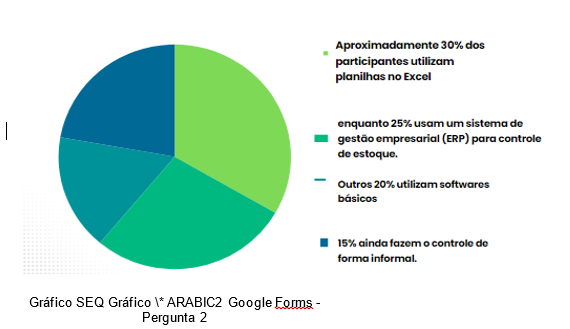 Aproximadamente 30% dos
participantes utilizam
planilhas no Excel
enquanto 25% usam um sistema de
gestão empresarial (ERP) para controle
de estoque.
Outros 20% utilizam softwares
básicos
15% ainda fazem o controle de
forma informal.
Gráfico SEQ Gráfico \* ARABIC2 Google Forms -
Pergunta 2